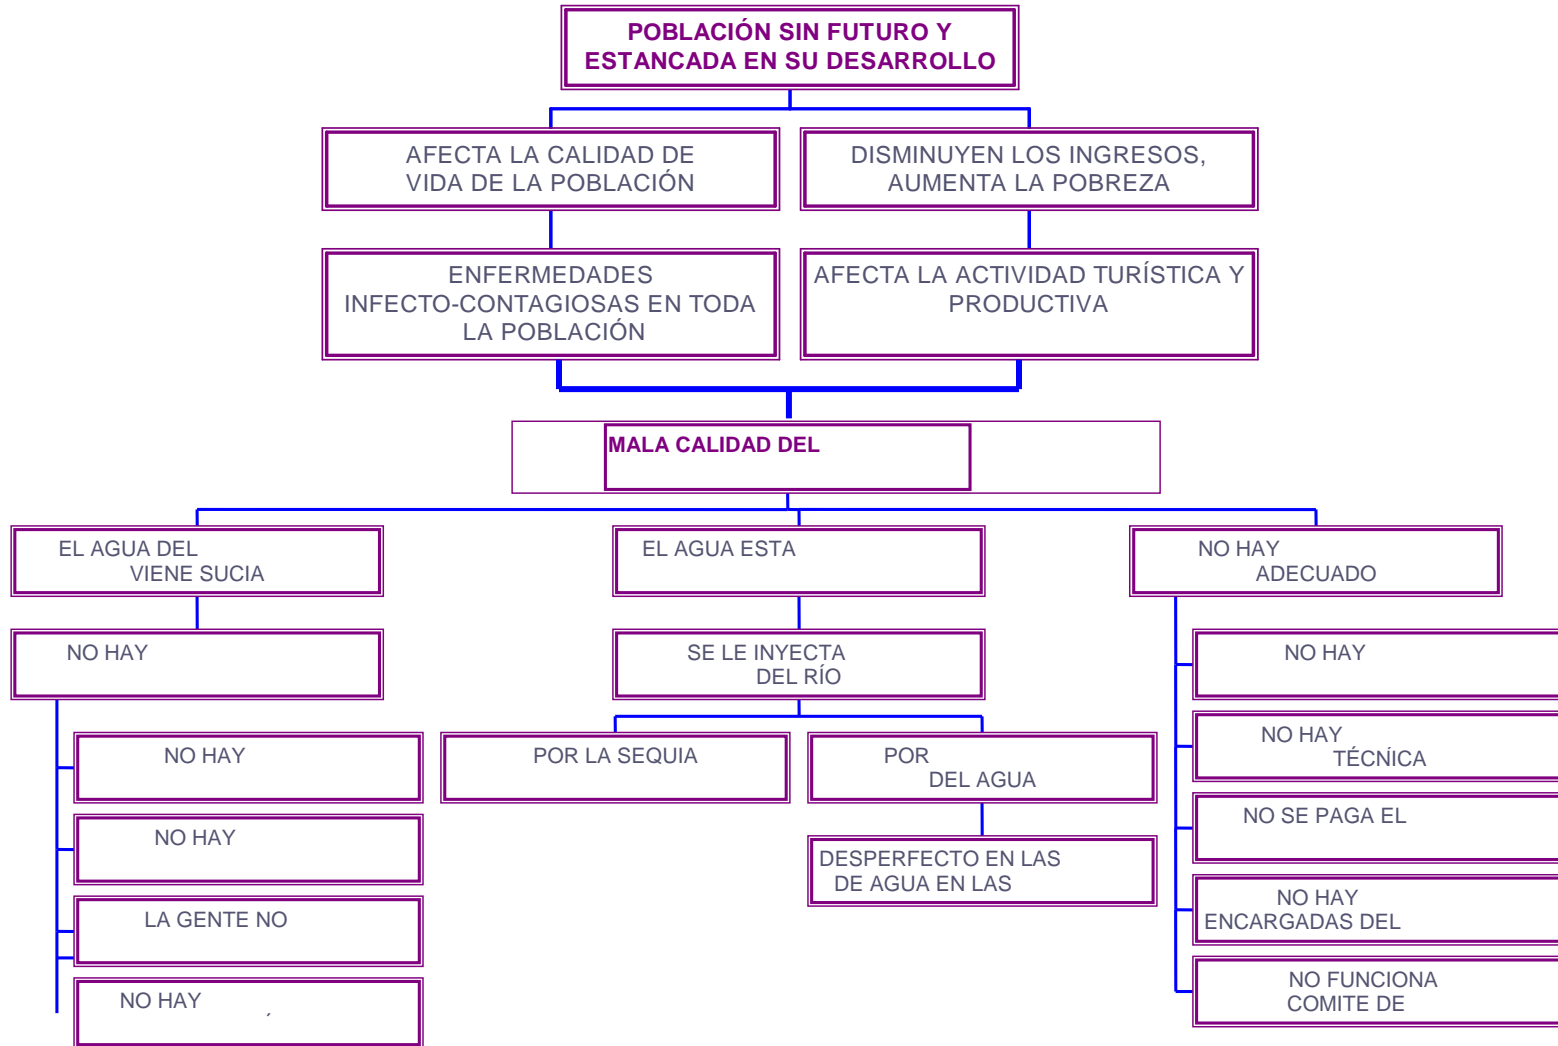 POBLACIÓN SIN FUTURO Y
ESTANCADA EN SU DESARROLLO
AFECTA LA CALIDAD DE
VIDA DE LA POBLACIÓN
DISMINUYEN LOS INGRESOS,
AUMENTA LA POBREZA
ENFERMEDADES
INFECTO-CONTAGIOSAS EN TODA
LA POBLACIÓN
AFECTA LA ACTIVIDAD TURÍSTICA Y
PRODUCTIVA
MALA CALIDAD DEL
EL AGUA DEL
VIENE SUCIA
EL AGUA ESTA
NO HAY
ADECUADO
NO HAY
SE LE INYECTA
DEL RÍO
NO HAY
NO HAY
LA GENTE NO
NO HAY
POR LA SEQUIA
POR
DEL AGUA
DESPERFECTO EN LAS
DE AGUA EN LAS
NO HAY
NO HAY
TÉCNÍCA
NO SE PAGA EL
NO HAY
ENCARGADAS DEL
NO FUNCIONA
COMITE DE